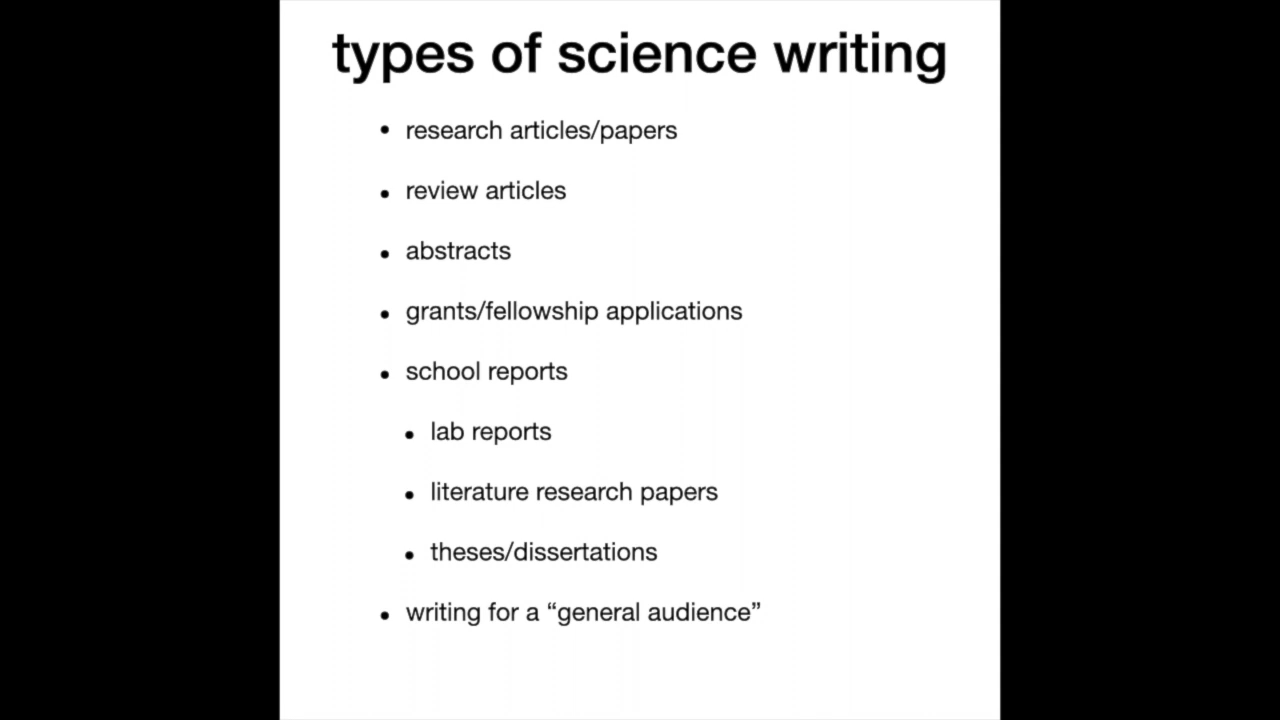 types of science writing
• research articles/papers
• review articles
• abstracts
• grants/fellowship applications
• school reports
• lab reports
• literature research papers
• theses/dissertations
• writing for a “general audience”